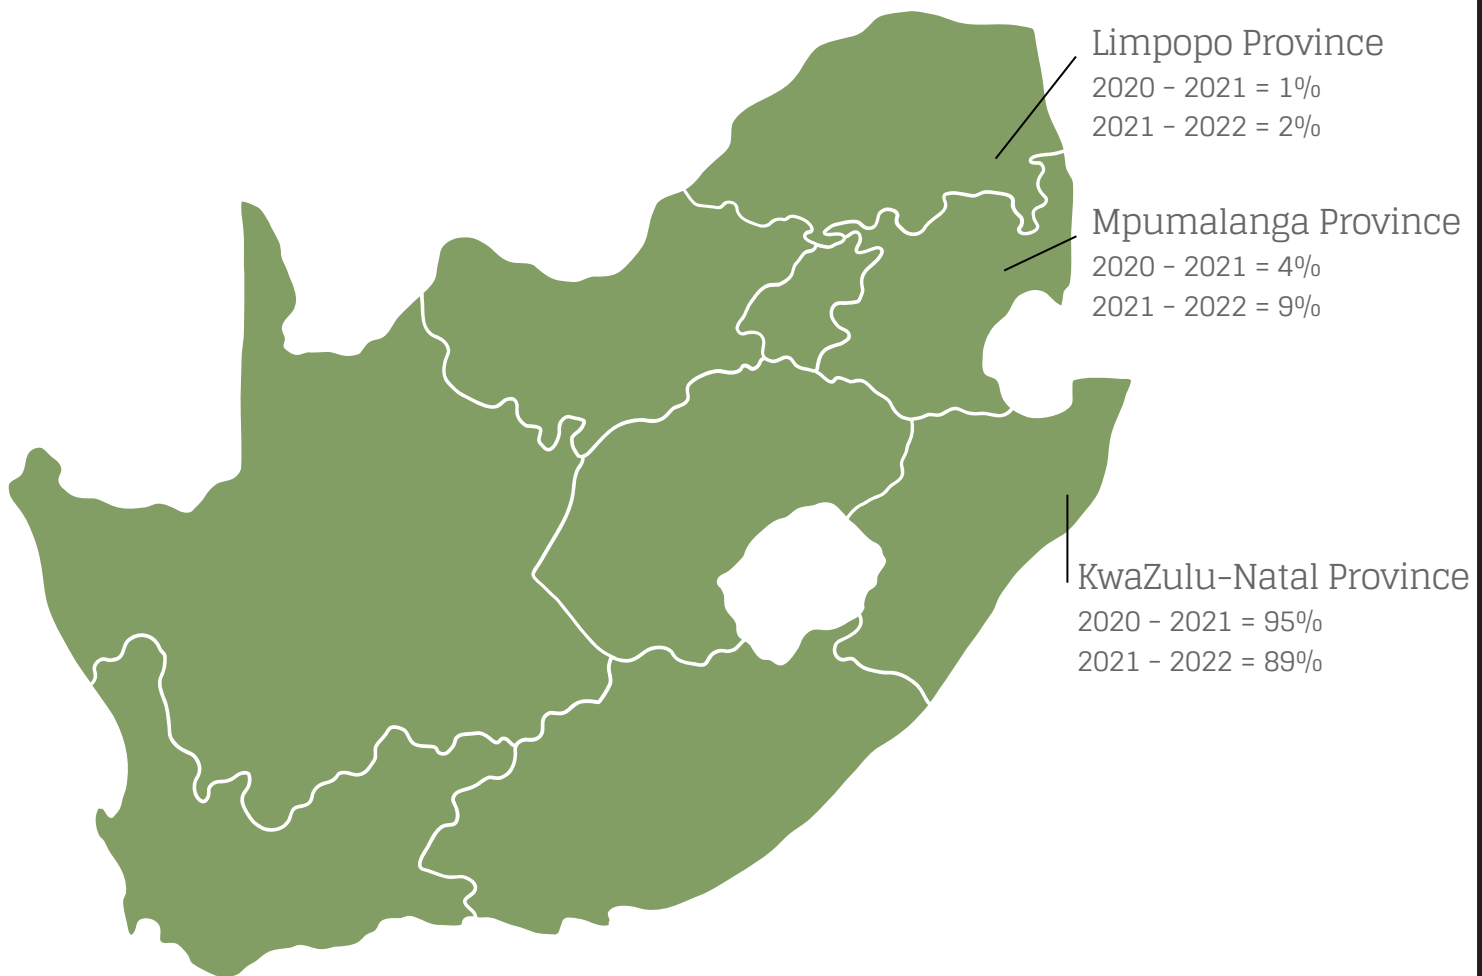 Limpopo Province
2020 - 2021 = 1%
2021 - 2022 = 2%
Mpumalanga Province
2020 - 2021 = 4%
2021 - 2022 = 9%
KwaZulu-Natal Province
2020 - 2021 = 95%
2021 - 2022 = 89%